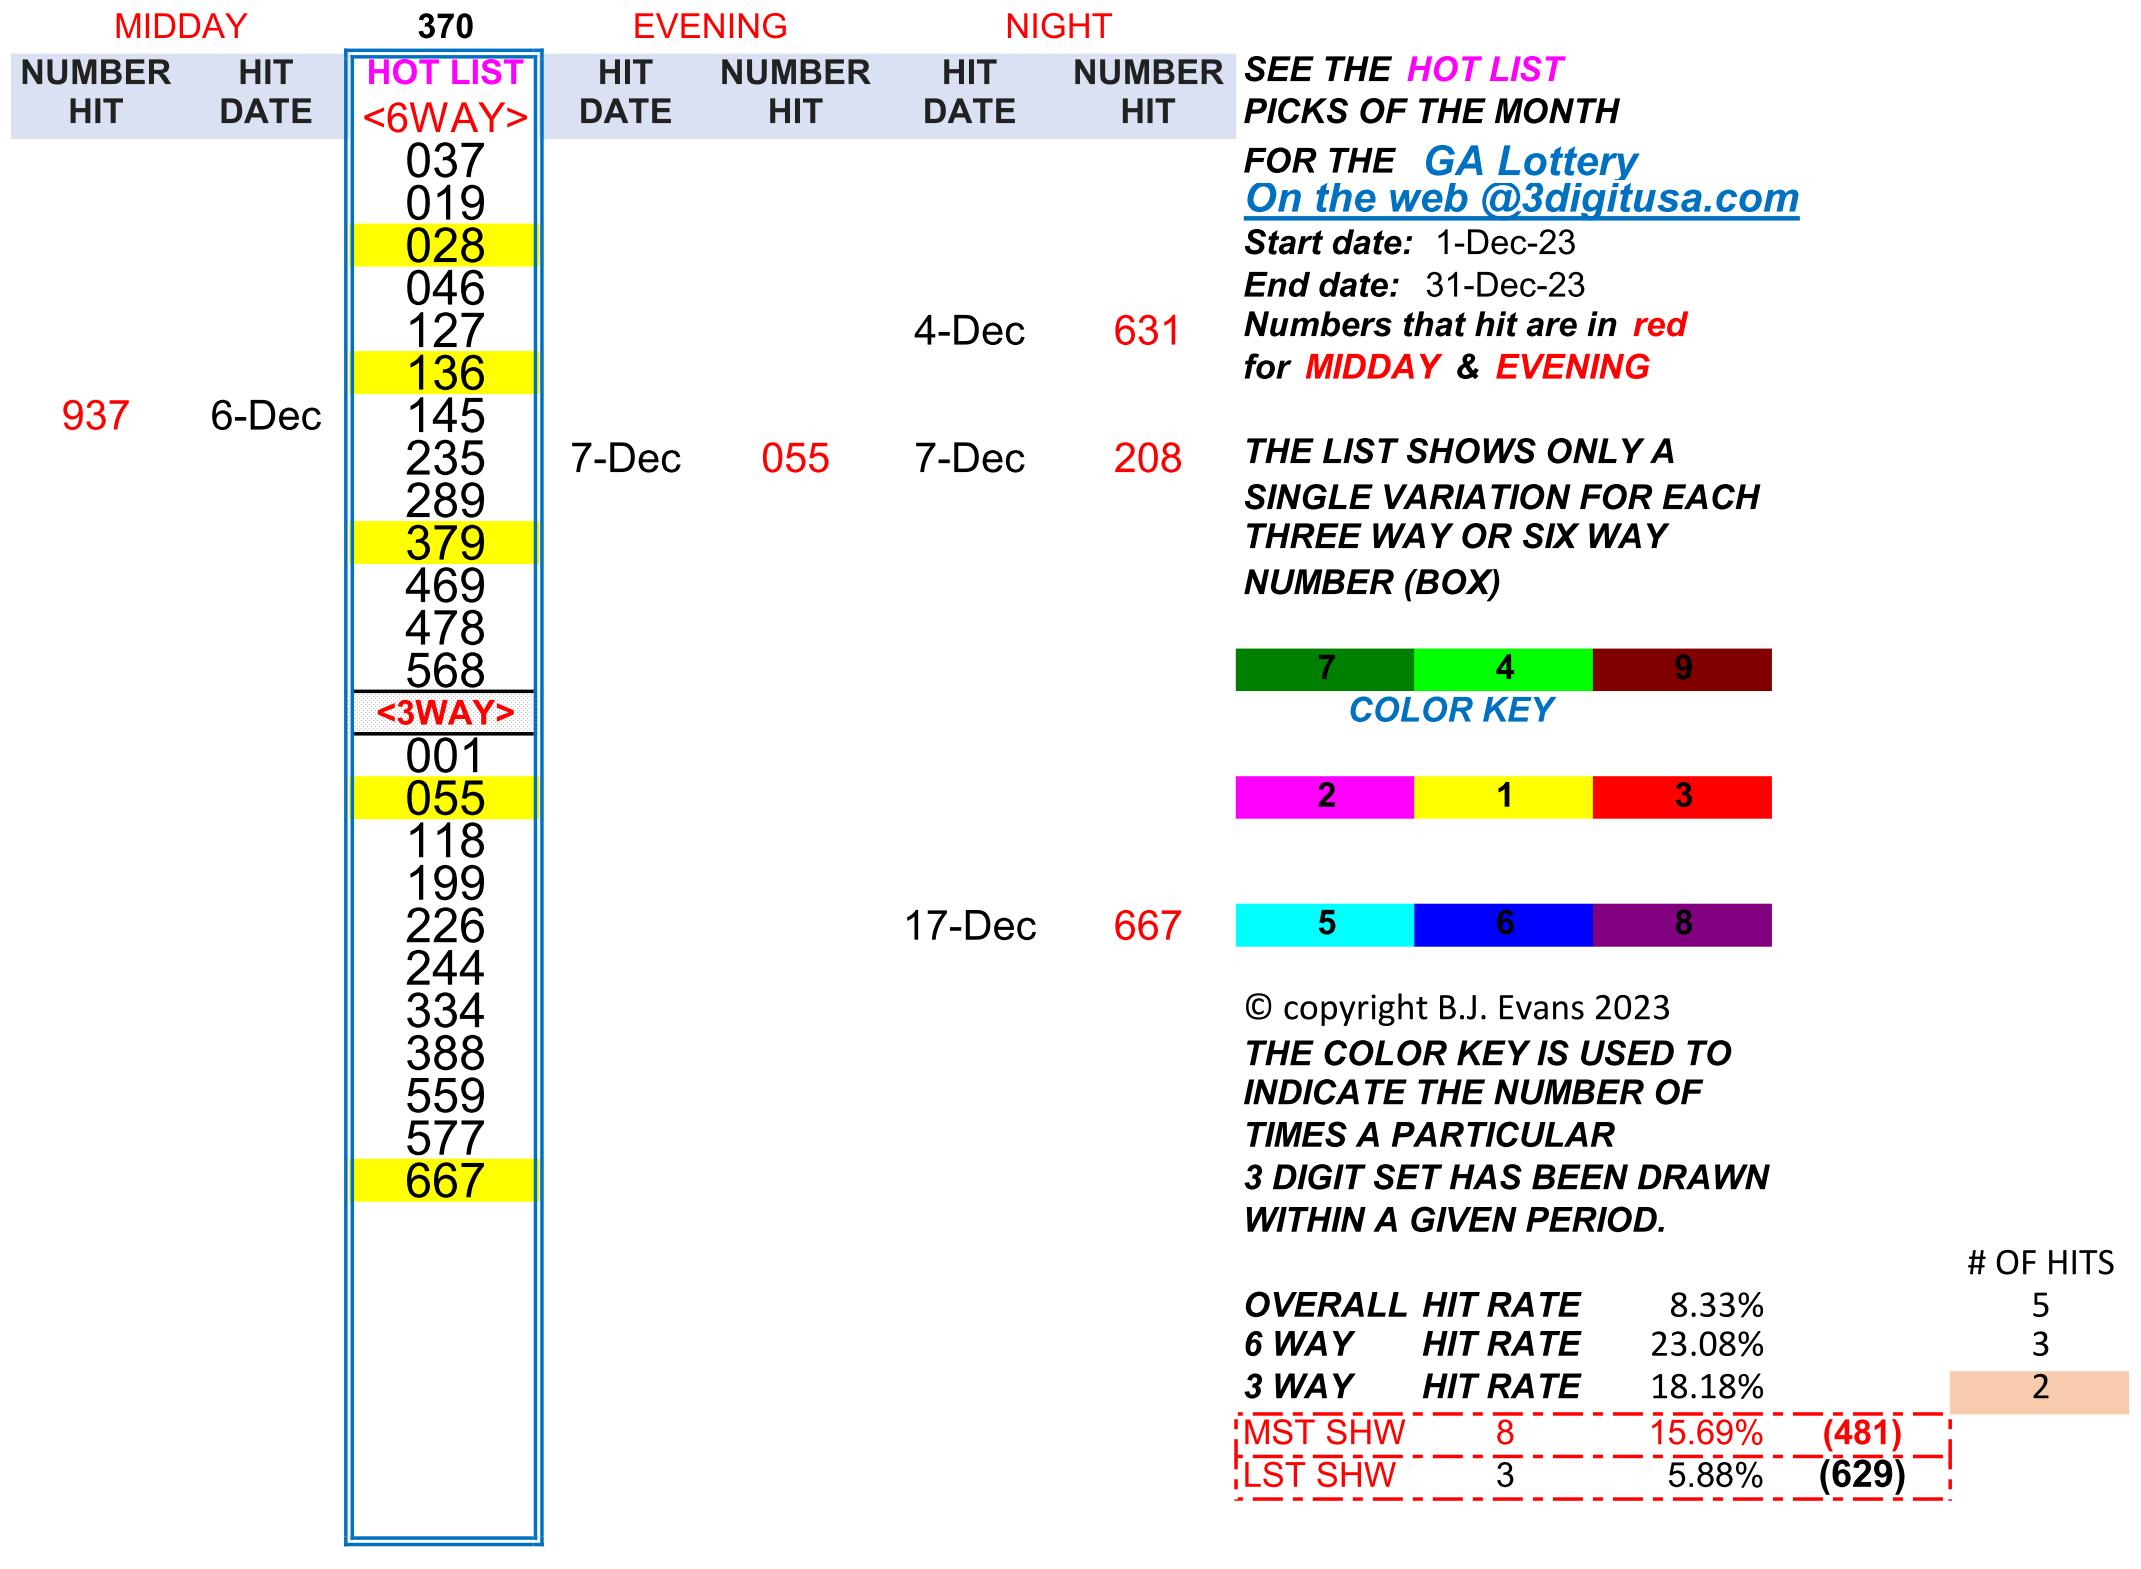 MIDDAY 370 EVENING NIGHT
NUMBER HIT HOT LIST HIT NUMBER HIT NUMBER SEE THE HOT LIST
HIT DATE <6WAY> DATE HIT DATE HIT PICKS OF THE MONTH
037 FOR THE GA Lottery
019 On the web @3digitusa.com
028 Start date: 1-Dec-23
046 End date: 31-Dec-23
127 4-Dec 631 Numbers that hit are in red
136 for MIDDAY & EVENING
937 6-Dec 145
235 7-Dec 055 7-Dec 208 THE LIST SHOWS ONLY A
289 SINGLE VARIATION FOR EACH
379 THREE WAY OR SIX WAY
469 NUMBER (BOX)
478
568 7 4 9
<3WAY> COLOR KEY
001
055 2 1 3
118
199
226 17-Dec 667 5 6 8
244
334 © copyright B.J. Evans 2023
388 THE COLOR KEY IS USED TO
559 INDICATE THE NUMBER OF
577 TIMES A PARTICULAR
667 3 DIGIT SET HAS BEEN DRAWN
WITHIN A GIVEN PERIOD.
# OF HITS
OVERALL HIT RATE 8.33% 5
6 WAY HIT RATE 23.08% 3
3 WAY HIT RATE 18.18% 2
MST SHW 8 15.69% (481)
LST SHW 3 5.88% (629)